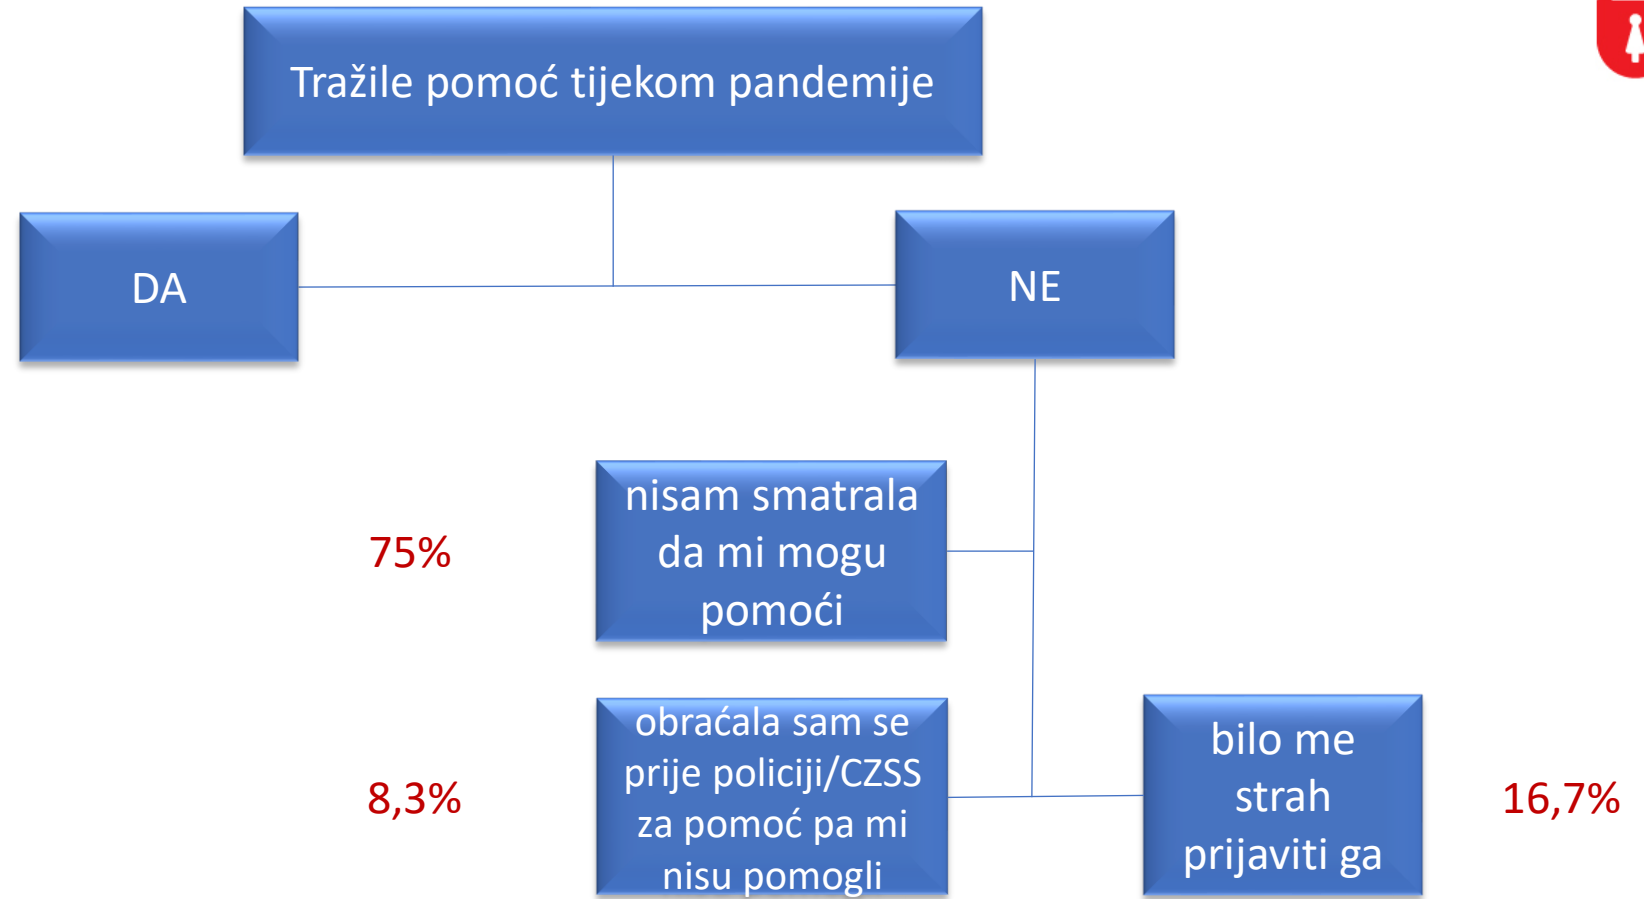 Tražile pomoć tijekom pandemije
DA
NE
75%
nisam smatrala
da mi mogu
pomoći
8,3%
obraćala sam se
prije policiji/CZSS
za pomoć pa mi
nisu pomogli
bilo me
strah
prijaviti ga
16,7%